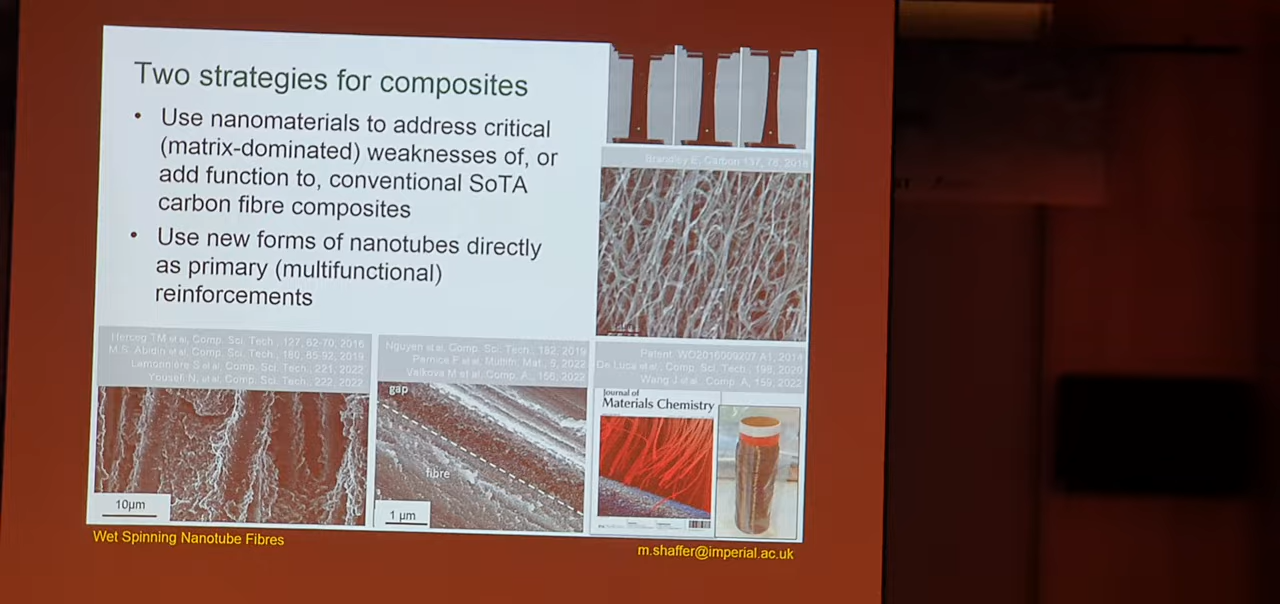 Two strategies for composites
• Use nanomaterials to address critical
(matrix-dominated) weaknesses of, or
add function to, conventional SoTA
carbon fibre composites
• Use new forms of nanotubes directly
as primary (multifunctional)
reinforcements
Carbon 137, 78, 2018
Herceg TM et al, Comp. Sci. Tech., 127, 62-70, 2016
M.S. Abidin et al, Comp. Sci. Tech., 180, 85-92, 2019
Lemonnière S et al, Comp. Sci. Tech., 221, 2022
Yousef, N. et al, Comp. Sci. Tech., 222, 2022
10µm
Nguyen et al, Comp. Sci. Tech., 182, 2019
Pernice F et al, Multifn. Mat., 5, 2022
Valkova M et al, Comp. A., 156, 2022
gap
fibre
1 µm
Patent. WO2016009207 A1, 2014
De Luca et al., Comp. Sci. Tech., 198, 2020
Wang J et al. Comp. A, 159, 2022
Journal of
Materials Chemistry
Wet Spinning Nanotube Fibres
m.shaffer@imperial.ac.uk